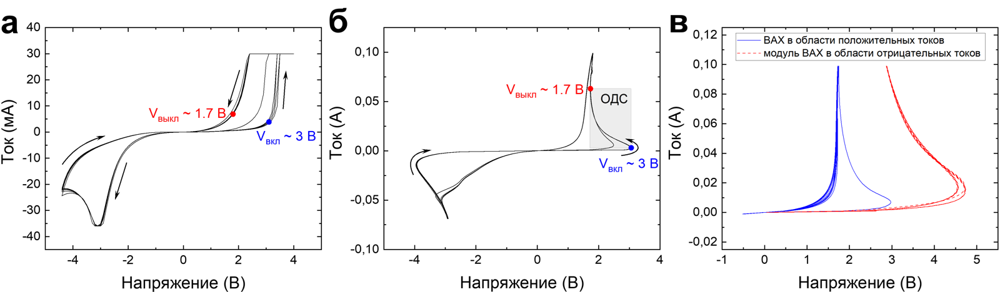 а
40
30
20
10
0
-10
-20
-30
-40
-4
-2
0
2
4
Ток (мА)
Напряжение (В)
Vвыкл ~ 1.7 В
Vвкл ~ 3 В
б
0,10
0,05
0,00
-0,05
-0,10
-4
-2
0
2
4
Ток (А)
Напряжение (В)
Vвыкл ~ 1.7 В
ОДС
Vвкл ~ 3 В
в
0,12
0,10
0,08
0,06
0,04
0,02
0,00
-0,02
-1
0
1
2
3
4
5
Ток (А)
Напряжение (В)
ВАХ в области положительных токов
модуль ВАХ в области отрицательных токов